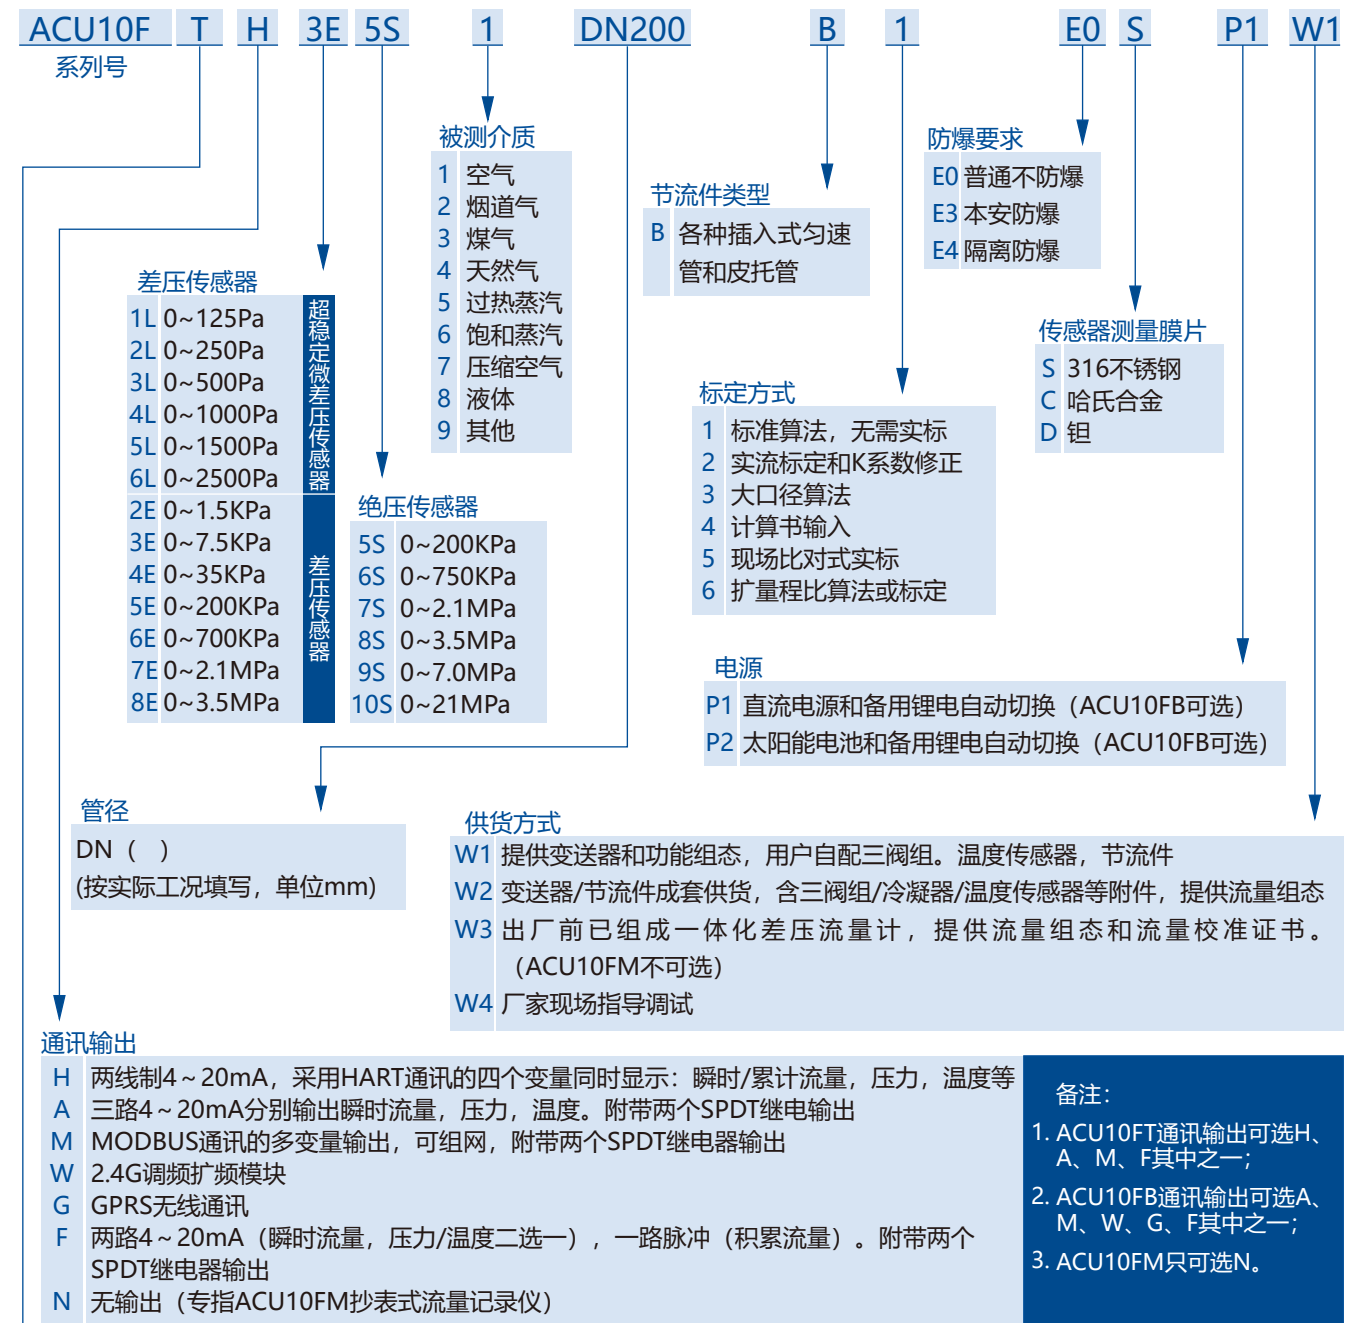 ACU10F T H 3E 5S 1 DN200 B 1 E0 S P1 W1
系列号
被测介质
1 空气
2 烟道气
3 煤气
4 天然气
5 过热蒸汽
6 饱和蒸汽
7 压缩空气
8 液体
9 其他
节流件类型
B 各种插入式匀速
管和皮托管
防爆要求
E0 普通不防爆
E3 本安防爆
E4 隔离防爆
差压传感器
1L 0~125Pa
2L 0~250Pa
3L 0~500Pa
4L 0~1000Pa
5L 0~1500Pa
6L 0~2500Pa
超稳定微差压传感器
2E 0~1.5KPa
3E 0~7.5KPa
4E 0~35KPa
5E 0~200KPa
6E 0~700KPa
7E 0~2.1MPa
8E 0~3.5MPa
差压传感器
绝压传感器
5S 0~200KPa
6S 0~750KPa
7S 0~2.1MPa
8S 0~3.5MPa
9S 0~7.0MPa
10S 0~21MPa
标定方式
1 标准算法，无需实标
2 实流标定和K系数修正
3 大口径算法
4 计算书输入
5 现场比对式实标
6 扩量程比算法或标定
传感器测量膜片
S 316不锈钢
C 哈氏合金
D 钽
电源
P1 直流电源和备用锂电自动切换（ACU10FB可选）
P2 太阳能电池和备用锂电自动切换（ACU10FB可选）
管径
DN（ ）
(按实际工况填写，单位mm)
供货方式
W1 提供变送器和功能组态，用户自配三阀组。温度传感器，节流件
W2 变送器/节流件成套供货，含三阀组/冷凝器/温度传感器等附件，提供流量组态
W3 出厂前已组成一体化差压流量计，提供流量组态和流量校准证书。
（ACU10FM不可选）
W4 厂家现场指导调试
通讯输出
H 两线制4～20mA，采用HART通讯的四个变量同时显示：瞬时/累计流量，压力，温度等
A 三路4～20mA分别输出瞬时流量，压力，温度。附带两个SPDT继电输出
M MODBUS通讯的多变量输出，可组网，附带两个SPDT继电器输出
W 2.4G调频扩频模块
G GPRS无线通讯
F 两路4～20mA（瞬时流量，压力/温度二选一），一路脉冲（积累流量）。附带两个
SPDT继电器输出
N 无输出（专指ACU10FM抄表式流量记录仪）
备注：
1. ACU10FT通讯输出可选H、
A、M、F其中之一；
2. ACU10FB通讯输出可选A、
M、W、G、F其中之一；
3. ACU10FM只可选N。